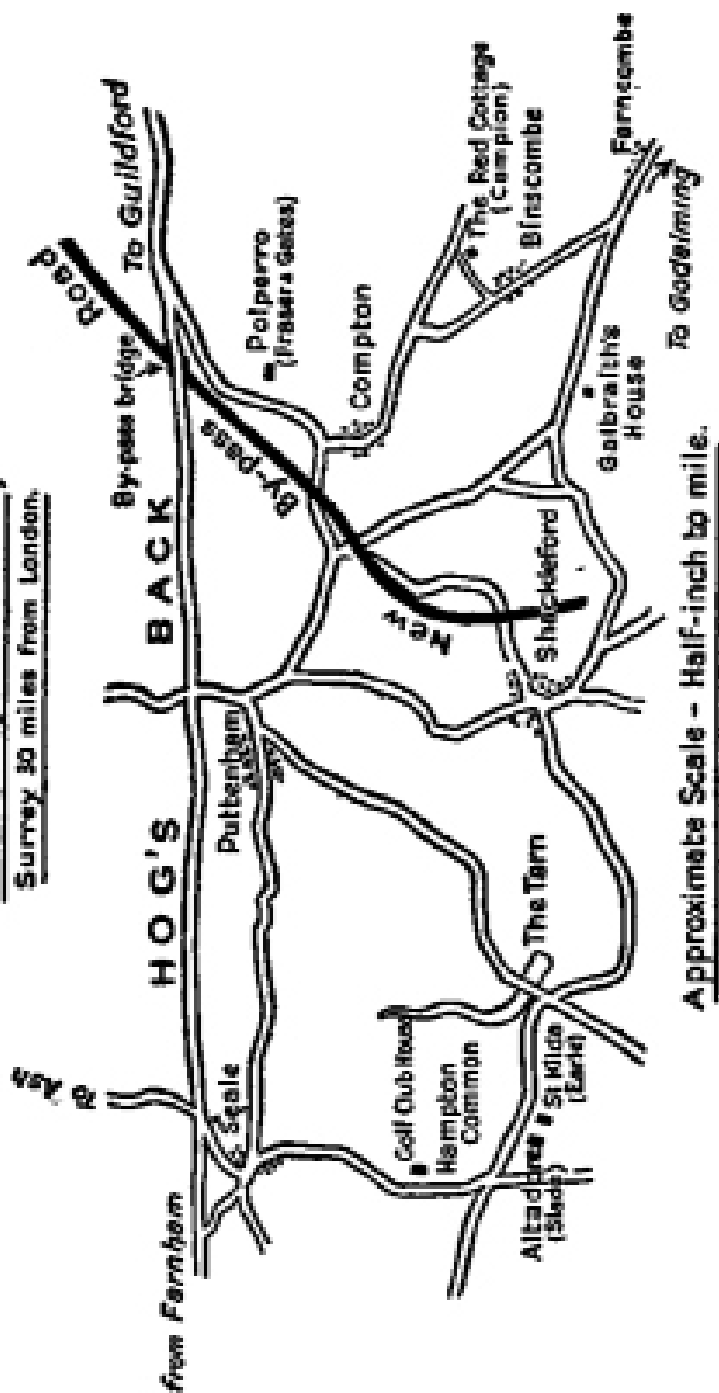 Surrey 30 miles from London.
To Ash
from Farnham
HOG'S BACK
By-pass bridge
Road
To Guildford
Seale
Puttenham
By-pass
Polperro
(Frasers Gates)
Compton
New
The Red Cottage
(Campion)
Binscombe
Golf Club House
Hampton
Common
The Tarn
Shackleford
Galbraith's
House
Farncombe
To Godalming
St Kilda
(Earle)
Altadore
(Slade)
Approximate Scale - Half-inch to mile.